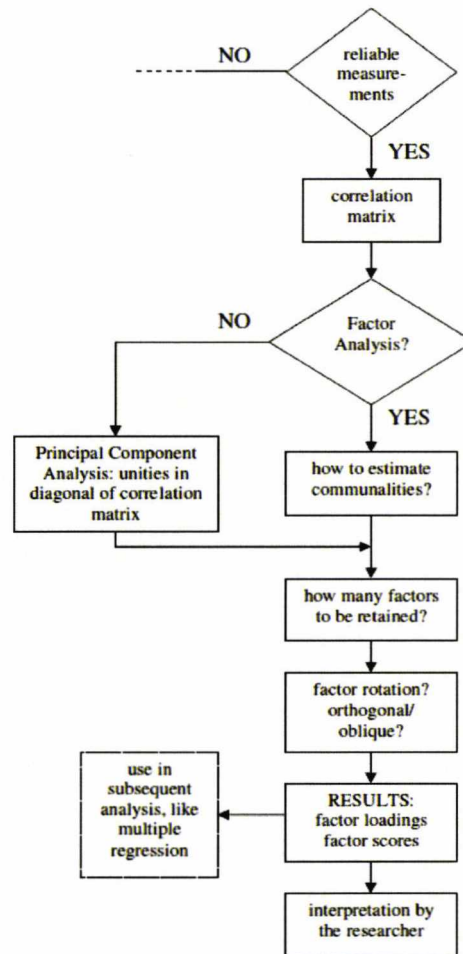 NO
reliable
measure-
ments
YES
correlation
matrix
NO
Factor
Analysis?
YES
Principal Component
Analysis: unities in
diagonal of correlation
matrix
how to estimate
communalities?
how many factors
to be retained?
factor rotation?
orthogonal/
oblique?
use in
subsequent
analysis, like
multiple
regression
RESULTS:
factor loadings
factor scores
interpretation by
the researcher